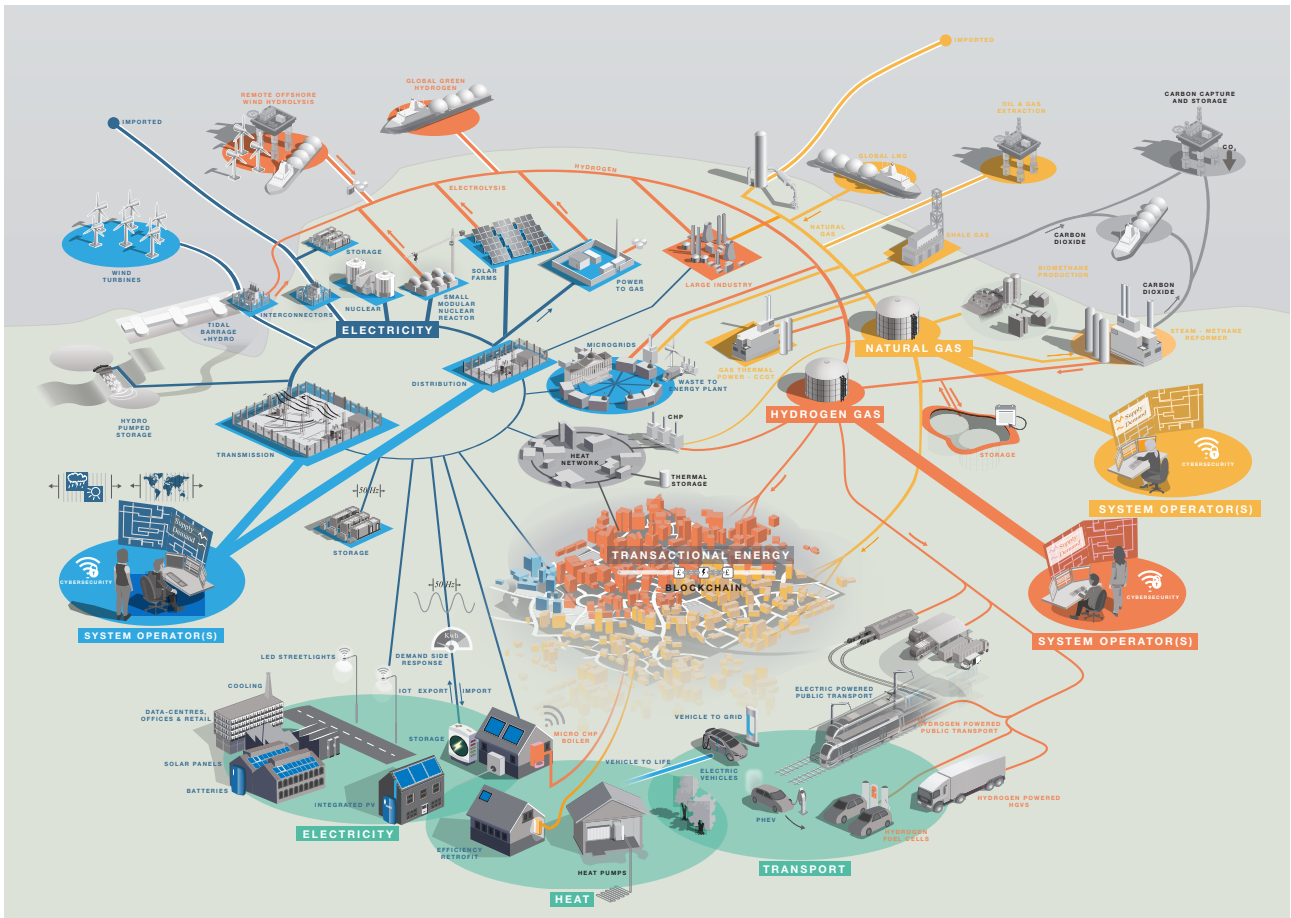 IMPORTED
GLOBAL GREEN
HYDROGEN
REMOTE OFFSHORE
WIND HYDROLYSIS
OIL & GAS
EXTRACTION
CARBON CAPTURE
AND STORAGE
IMPORTED
CO₂
GLOBAL LNG
HYDROGEN
ELECTROLYSIS
NATURAL
GAS
SHALE GAS
CARBON
DIOXIDE
STORAGE
WIND
TURBINES
SOLAR
FARMS
POWER
TO GAS
LARGE INDUSTRY
BIOMETHANE
PRODUCTION
CARBON
DIOXIDE
NUCLEAR
SMALL
MODULAR
NUCLEAR
REACTOR
INTERCONNECTORS
TIDAL
BARRAGE
+HYDRO
ELECTRICITY
STEAM - METHANE
REFORMER
MICROGRIDS
NATURAL GAS
GAS THERMAL
POWER - CCGT
DISTRIBUTION
WASTE TO
ENERGY PLANT
HYDROGEN GAS
HYDRO
PUMPED
STORAGE
CHP
TRANSMISSION
HEAT
NETWORK
THERMAL
STORAGE
STORAGE
Supply
Demand
CYBERSECURITY
SYSTEM OPERATOR(S)
50Hz
STORAGE
Supply
Demand
CYBERSECURITY
SYSTEM OPERATOR(S)
TRANSACTIONAL ENERGY
£
£
BLOCKCHAIN
Supply
Demand
CYBERSECURITY
SYSTEM OPERATOR(S)
50Hz
Kwh
LED STREETLIGHTS
DEMAND SIDE
RESPONSE
IOT
EXPORT
IMPORT
COOLING
DATA-CENTRES,
OFFICES & RETAIL
ELECTRIC POWERED
PUBLIC TRANSPORT
VEHICLE TO GRID
HYDROGEN POWERED
PUBLIC TRANSPORT
STORAGE
MICRO CHP
BOILER
SOLAR PANELS
VEHICLE TO LIFE
ELECTRIC
VEHICLES
BATTERIES
INTEGRATED PV
HYDROGEN POWERED
HGVS
PHEV
ELECTRICITY
HYDROGEN
FUEL CELLS
EFFICIENCY
RETROFIT
HEAT PUMPS
TRANSPORT
HEAT